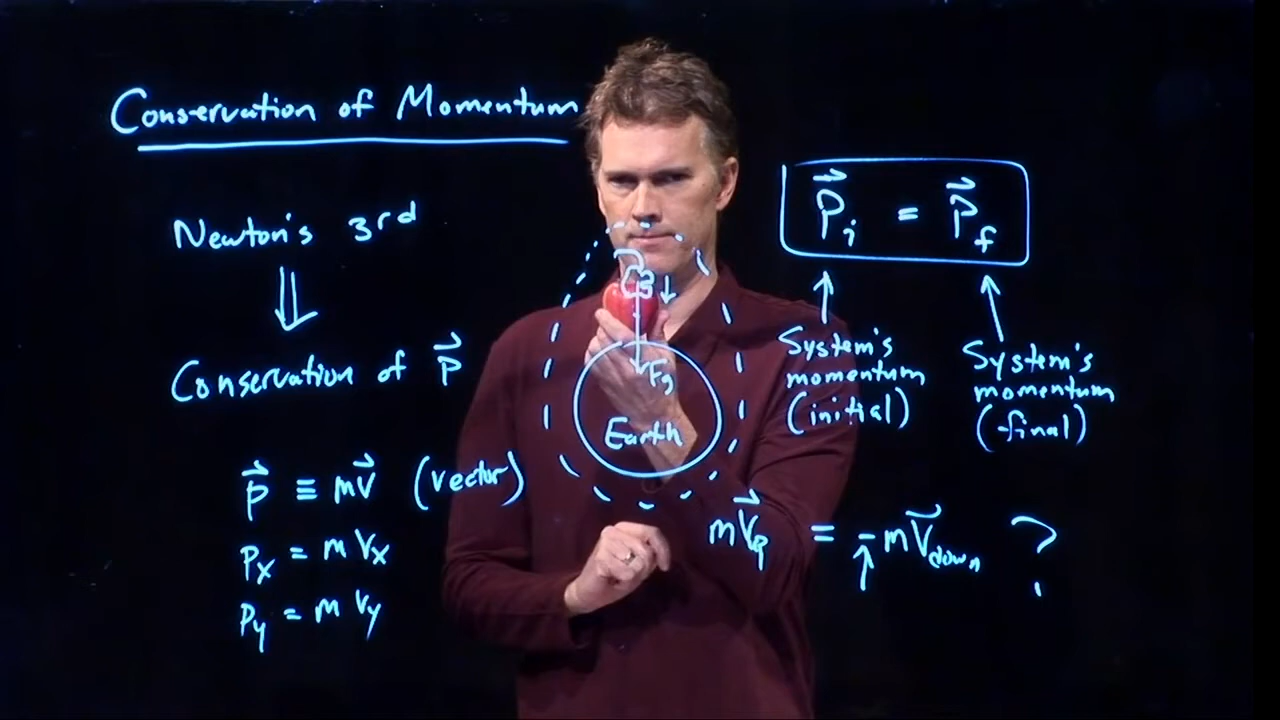 Conservation of Momentum
Newton's 3rd
⇓
Conservation of P⃗
p⃗ ≡ mv⃗ (vector)
Px = m Vx
Py = m Vy
Fg
Earth
P⃗i = P⃗f
System's
momentum
(initial)
System's
momentum
(final)
= -mV⃗down ?